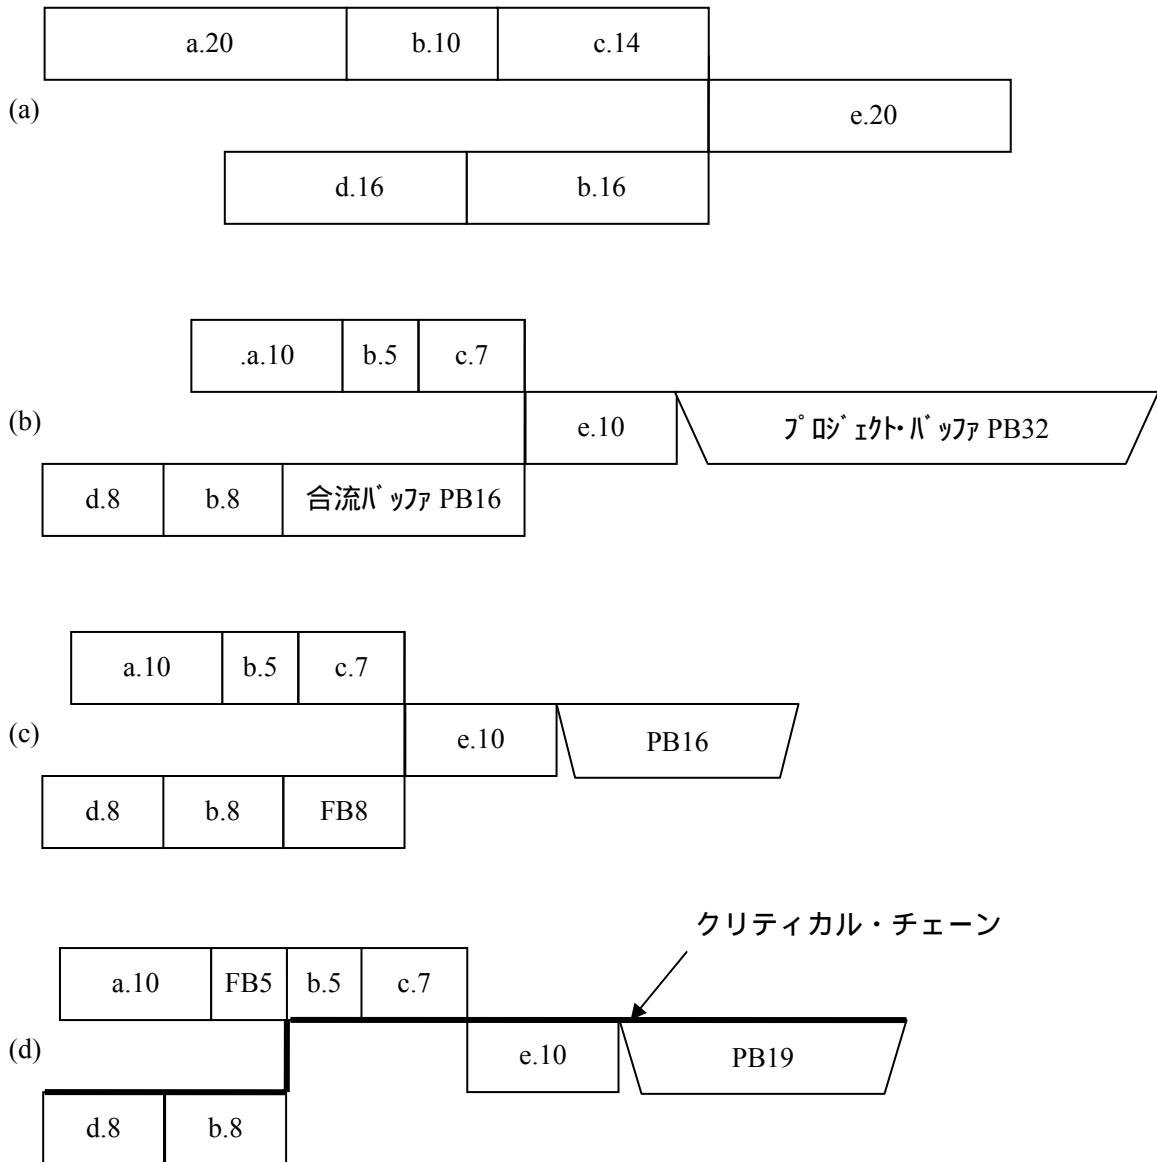 a.20 b.10 c.14
(a)
e.20
d.16 b.16
.a.10 b.5 c.7
(b)
e.10 プロジェクト・バッファ PB32
d.8 b.8 合流バッファ PB16
a.10 b.5 c.7
(c)
e.10 PB16
d.8 b.8 FB8
クリティカル・チェーン
a.10 FB5 b.5 c.7
(d)
e.10 PB19
d.8 b.8